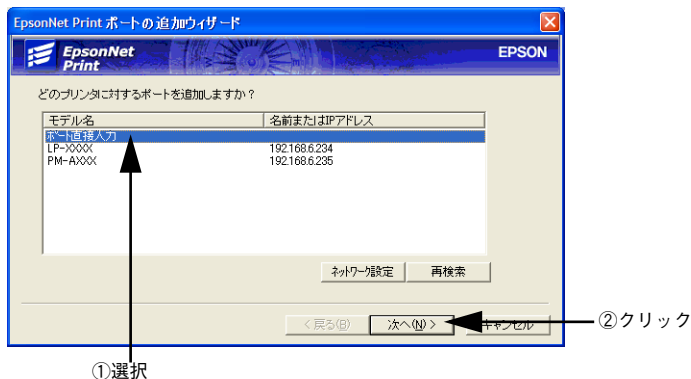 EpsonNet Print ポートの追加ウィザード
EpsonNet
Print
EPSON
どのプリンタに対するポートを追加しますか？
モデル名 名前またはIPアドレス
ポート直接入力
LP-XXXX 192.168.6.234
PM-AXXX 192.168.6.235
ネットワーク設定 再検索
< 戻る(B) 次へ(N) > キャンセル
②クリック
①選択